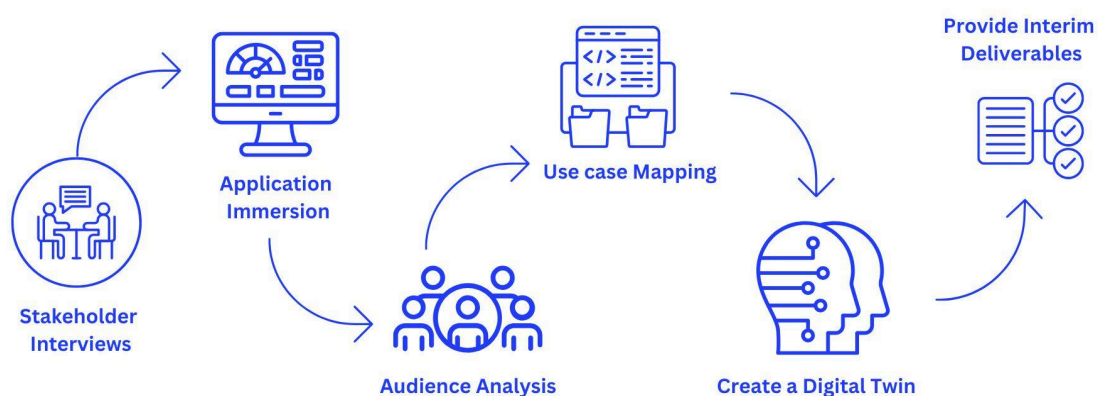 Stakeholder
Interviews
Application
Immersion
Audience Analysis
Use case Mapping
</>
</>
Create a Digital Twin
Provide Interim
Deliverables